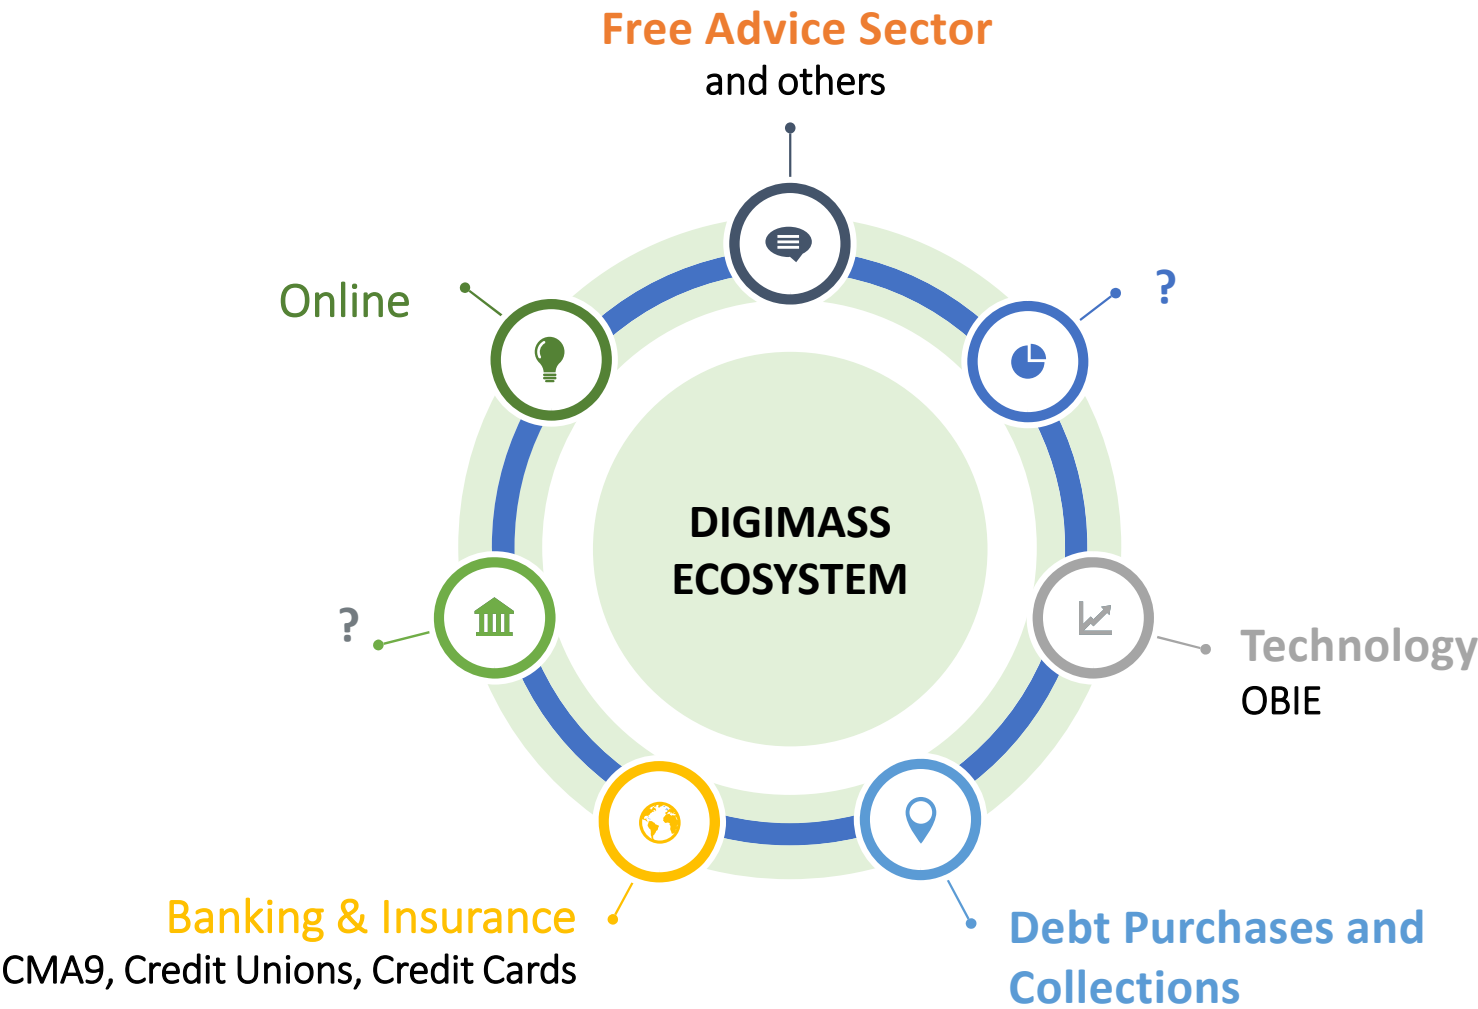 Free Advice Sector
and others
?
Online
DIGIMASS
ECOSYSTEM
?
Technology
OBIE
Banking & Insurance
CMA9, Credit Unions, Credit Cards
Debt Purchases and
Collections